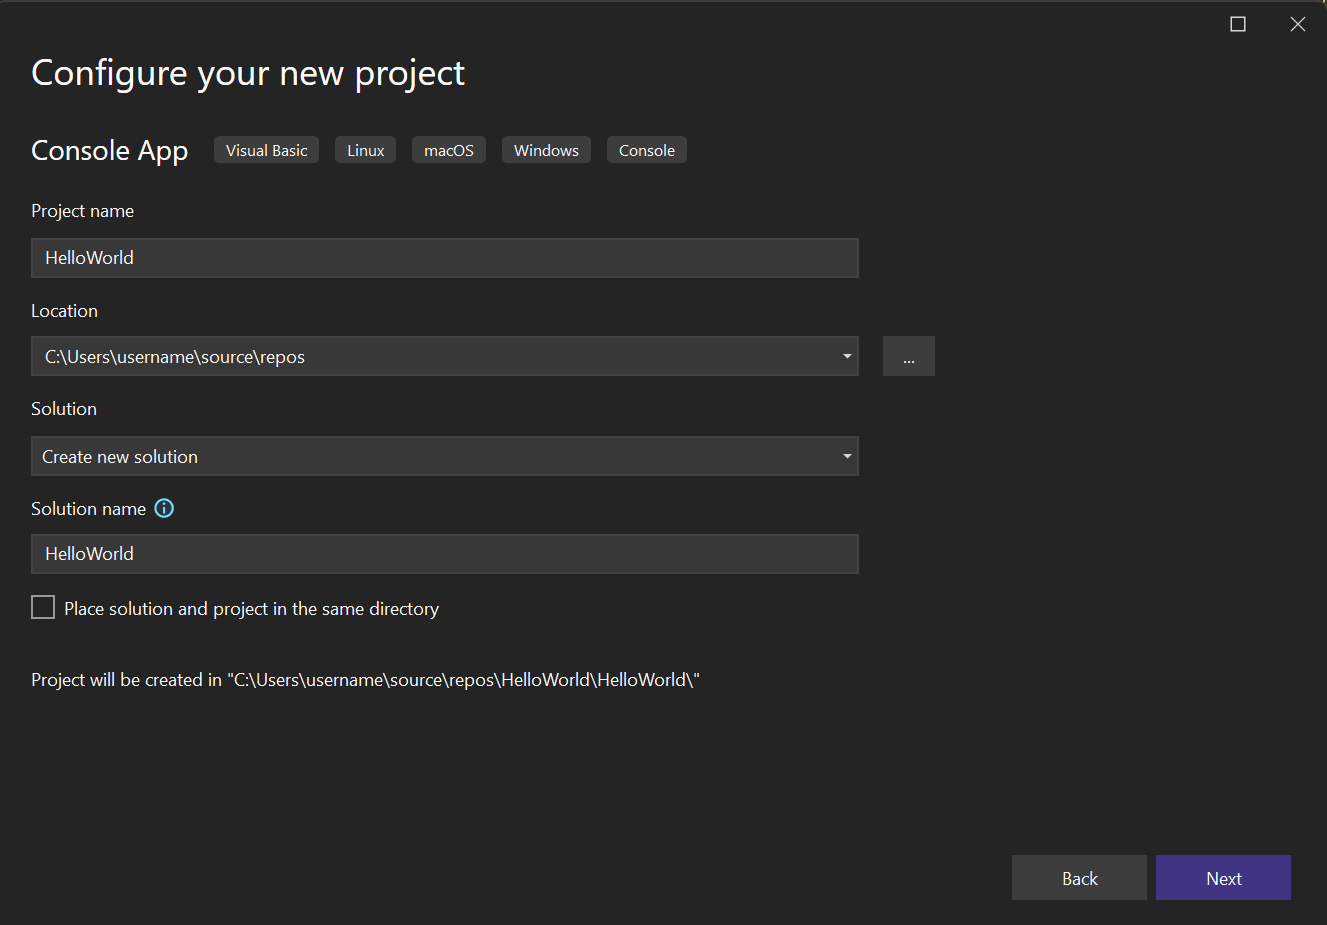 Configure your new project
Console App Visual Basic Linux macOS Windows Console
Project name
HelloWorld
Location
C:\Users\username\source\repos
...
Solution
Create new solution
Solution name
HelloWorld
Place solution and project in the same directory
Project will be created in "C:\Users\username\source\repos\HelloWorld\HelloWorld\"
Back Next